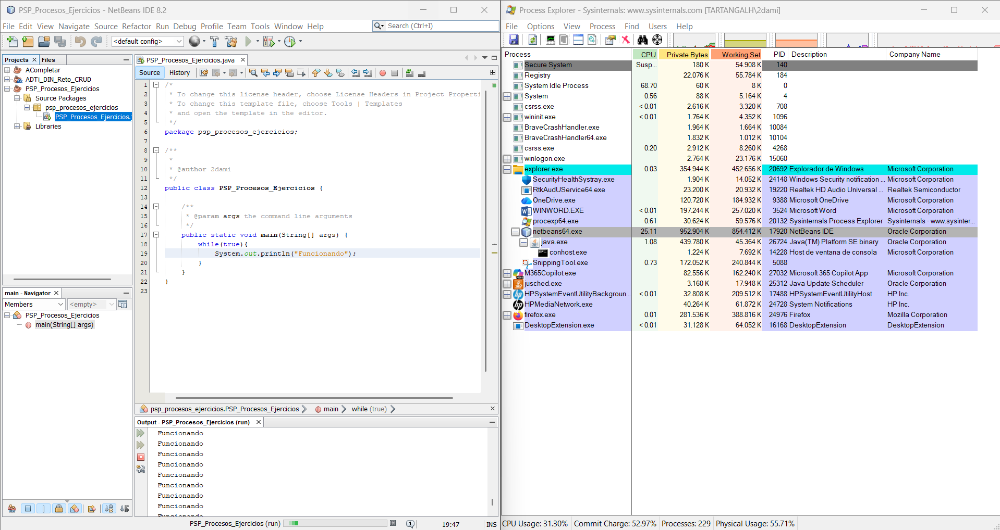 PSP_Procesos_Ejercicios - NetBeans IDE 8.2
File Edit View Navigate Source Refactor Run Debug Profile Team Tools Window Help
Search (Ctrl+I)
<default config>
Projects
Files
ACompletar
ADTi_DIN_Reto_CRUD
PSP_Procesos_Ejercicios
Source Packages
psp_procesos_ejercicios
PSP_Procesos_Ejercicios.
Libraries
main - Navigator
Members
<empty>
PSP_Procesos_Ejercicios
main(String[] args)
PSP_Procesos_Ejercicios.java
Source History
1 /*
2 * To change this license header, choose License Headers in Project Properti
3 * To change this template file, choose Tools | Templates
4 * and open the template in the editor.
5 */
6 package psp_procesos_ejercicios;
7
8 /**
9 *
10 * @author 2dami
11 */
12 public class PSP_Procesos_Ejercicios {
13
14 /**
15 * @param args the command line arguments
16 */
17 public static void main(String[] args) {
18 while(true){
19 System.out.println("Funcionando");
20 }
21 }
22 }
23
psp_procesos_ejercicios.PSP_Procesos_Ejercicios main while (true)
Output - PSP_Procesos_Ejercicios (run)
Funcionando
Funcionando
Funcionando
Funcionando
Funcionando
Funcionando
Funcionando
Funcionando
Funcionando
PSP_Procesos_Ejercicios (run)
1
19:47
INS
Process Explorer - Sysinternals: www.sysinternals.com [TARTANGALH\2dami]
File Options View Process Find Users Help
Process CPU Private Bytes Working Set PID Description Company Name
Secure System Susp... 180 K 54.908 K 140
Registry 22.076 K 55.784 K 184
System Idle Process 68.70 60 K 8 K 0
System 0.56 88 K 5.164 K 4
csrss.exe < 0.01 2.616 K 3.320 K 708
wininit.exe < 0.01 1.764 K 4.352 K 1096
BraveCrashHandler.exe 1.964 K 1.664 K 10084
BraveCrashHandler64.exe 1.832 K 1.012 K 10104
csrss.exe 0.20 2.912 K 8.260 K 4268
winlogon.exe 2.764 K 23.176 K 15060
explorer.exe 0.03 354.944 K 452.656 K 20692 Explorador de Windows Microsoft Corporation
SecurityHealthSystray.exe 1.904 K 14.052 K 24148 Windows Security notification ... Microsoft Corporation
RtkAudUService64.exe 23.200 K 20.932 K 19220 Realtek HD Audio Universal ... Realtek Semiconductor
OneDrive.exe 120.720 K 184.932 K 9388 Microsoft OneDrive Microsoft Corporation
WINWORD.EXE < 0.01 197.244 K 257.020 K 3524 Microsoft Word Microsoft Corporation
procexp64.exe 0.61 30.624 K 59.576 K 20132 Sysinternals Process Explorer Sysinternals - www.sysinter...
netbeans64.exe 25.11 952.904 K 854.412 K 17920 NetBeans IDE Oracle Corporation
java.exe 1.08 439.780 K 45.364 K 26724 Java(TM) Platform SE binary Oracle Corporation
conhost.exe 1.224 K 7.692 K 14228 Host de ventana de consola Microsoft Corporation
SnippingTool.exe 0.73 172.052 K 240.844 K 5088
M365Copilot.exe 82.556 K 162.240 K 27032 Microsoft 365 Copilot App Microsoft Corporation
jusched.exe 3.160 K 17.948 K 25312 Java Update Scheduler Oracle Corporation
HPSystemEventUtilityBackgroun... < 0.01 32.808 K 209.512 K 17488 HPSystemEventUtilityHost HP Inc.
HPMediaNetwork.exe 40.264 K 61.872 K 24728 System Notifications HP Inc.
firefox.exe 0.01 281.536 K 388.816 K 24976 Firefox Mozilla Corporation
DesktopExtension.exe < 0.01 31.128 K 64.052 K 16168 DesktopExtension DesktopExtension
CPU Usage: 31.30% Commit Charge: 52.97% Processes: 229 Physical Usage: 55.71%